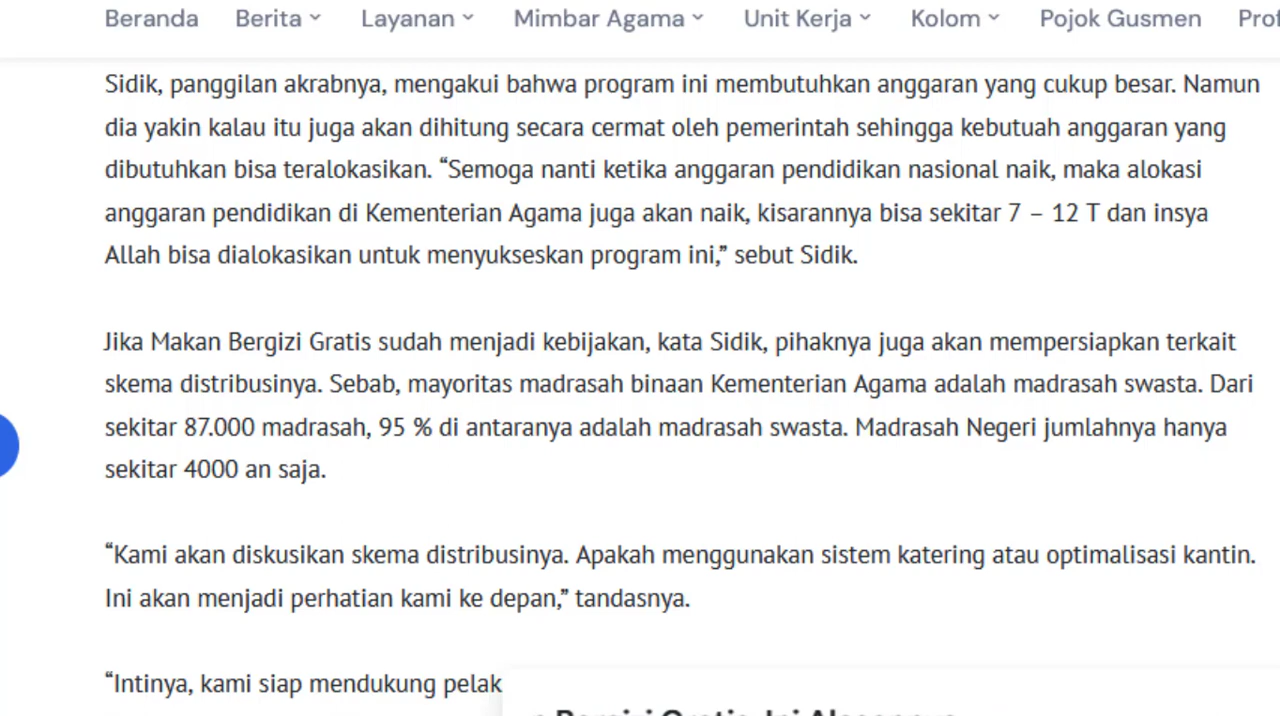 Beranda Berita Layanan Mimbar Agama Unit Kerja Kolom Pojok Gusmen
Sidik, panggilan akrabnya, mengakui bahwa program ini membutuhkan anggaran yang cukup besar. Namun
dia yakin kalau itu juga akan dihitung secara cermat oleh pemerintah sehingga kebutuah anggaran yang
dibutuhkan bisa teralokasikan. “Semoga nanti ketika anggaran pendidikan nasional naik, maka alokasi
anggaran pendidikan di Kementerian Agama juga akan naik, kisarannya bisa sekitar 7 – 12 T dan insya
Allah bisa dialokasikan untuk menyukseskan program ini,” sebut Sidik.
Jika Makan Bergizi Gratis sudah menjadi kebijakan, kata Sidik, pihaknya juga akan mempersiapkan terkait
skema distribusinya. Sebab, mayoritas madrasah binaan Kementerian Agama adalah madrasah swasta. Dari
sekitar 87.000 madrasah, 95 % di antaranya adalah madrasah swasta. Madrasah Negeri jumlahnya hanya
sekitar 4000 an saja.
“Kami akan diskusikan skema distribusinya. Apakah menggunakan sistem katering atau optimalisasi kantin.
Ini akan menjadi perhatian kami ke depan,” tandasnya.
“Intinya, kami siap mendukung pelak
Bergizi Gratis, Ini Alasannya